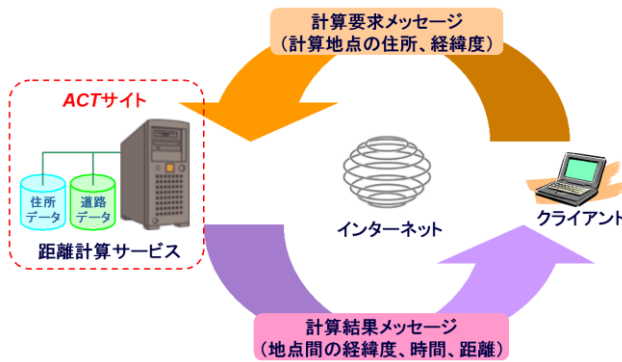 計算要求メッセージ
(計算地点の住所、経緯度)
ACTサイト
住所
データ
道路
データ
距離計算サービス
インターネット
クライアント
計算結果メッセージ
(地点間の経緯度、時間、距離)